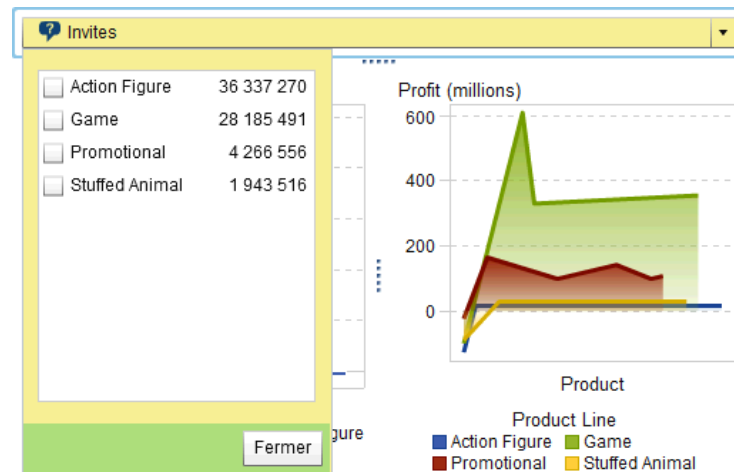 Invites
Action Figure 36 337 270
Game 28 185 491
Promotional 4 266 556
Stuffed Animal 1 943 516
Fermer
gure
Profit (millions)
600
400
200
0
Product
Product Line
Action Figure Game
Promotional Stuffed Animal